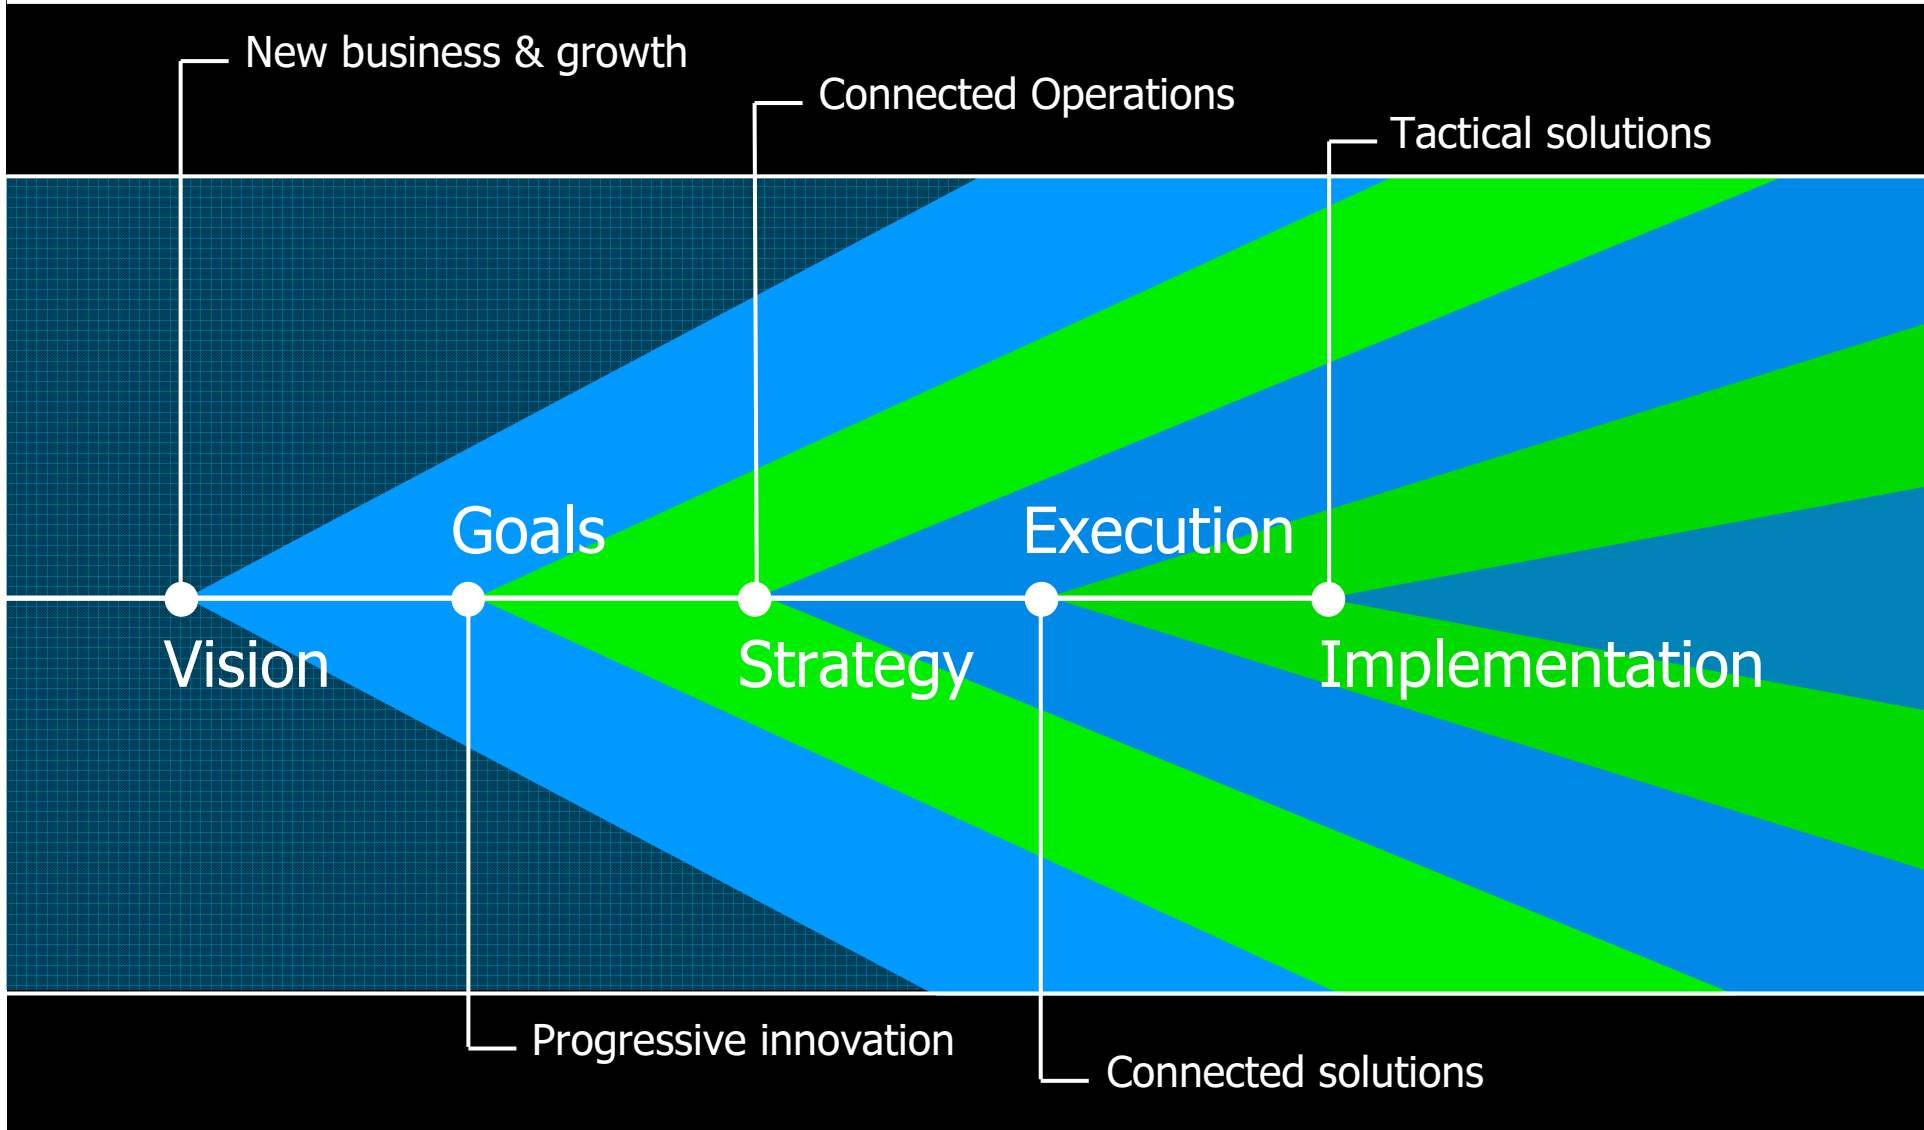 New business & growth
Connected Operations
Tactical solutions
Goals
Execution
Vision
Strategy
Implementation
Progressive innovation
Connected solutions